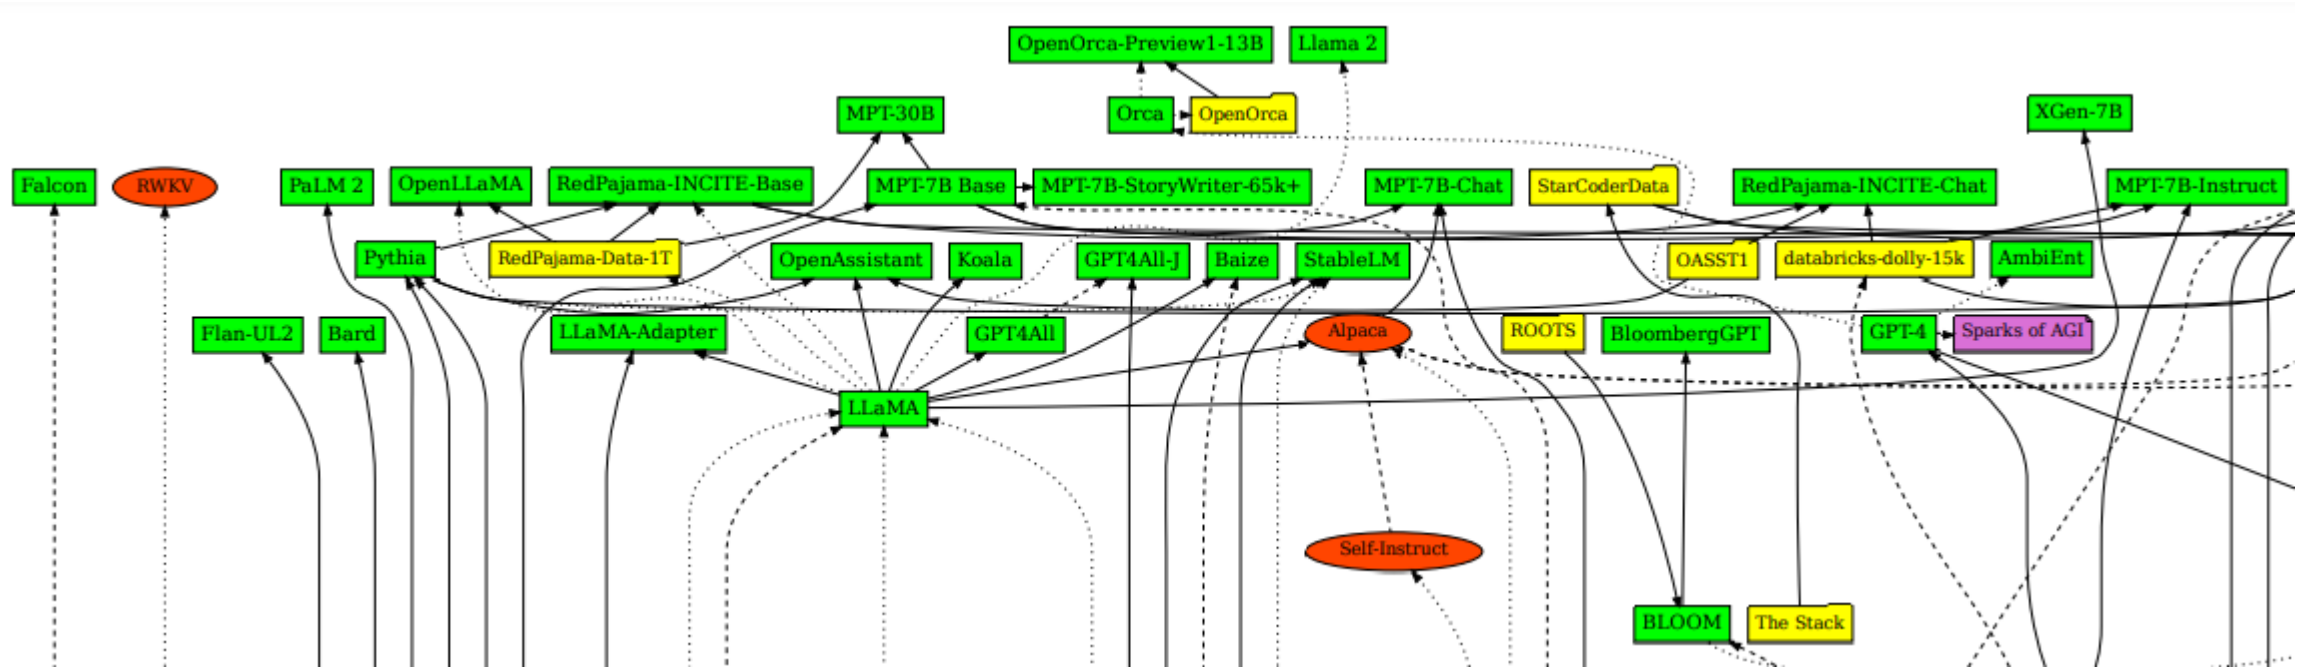 OpenOrca-Preview1-13B
Llama 2
MPT-30B
Orca
OpenOrca
XGen-7B
Falcon
RWKV
PaLM 2
OpenLLaMA
RedPajama-INCITE-Base
MPT-7B Base
MPT-7B-StoryWriter-65k+
MPT-7B-Chat
StarCoderData
RedPajama-INCITE-Chat
MPT-7B-Instruct
Pythia
RedPajama-Data-1T
OpenAssistant
Koala
GPT4All-J
Baize
StableLM
OASST1
databricks-dolly-15k
AmbiEnt
Flan-UL2
Bard
LLaMA-Adapter
GPT4All
Alpaca
ROOTS
BloombergGPT
GPT-4
Sparks of AGI
LLaMA
Self-Instruct
BLOOM
The Stack